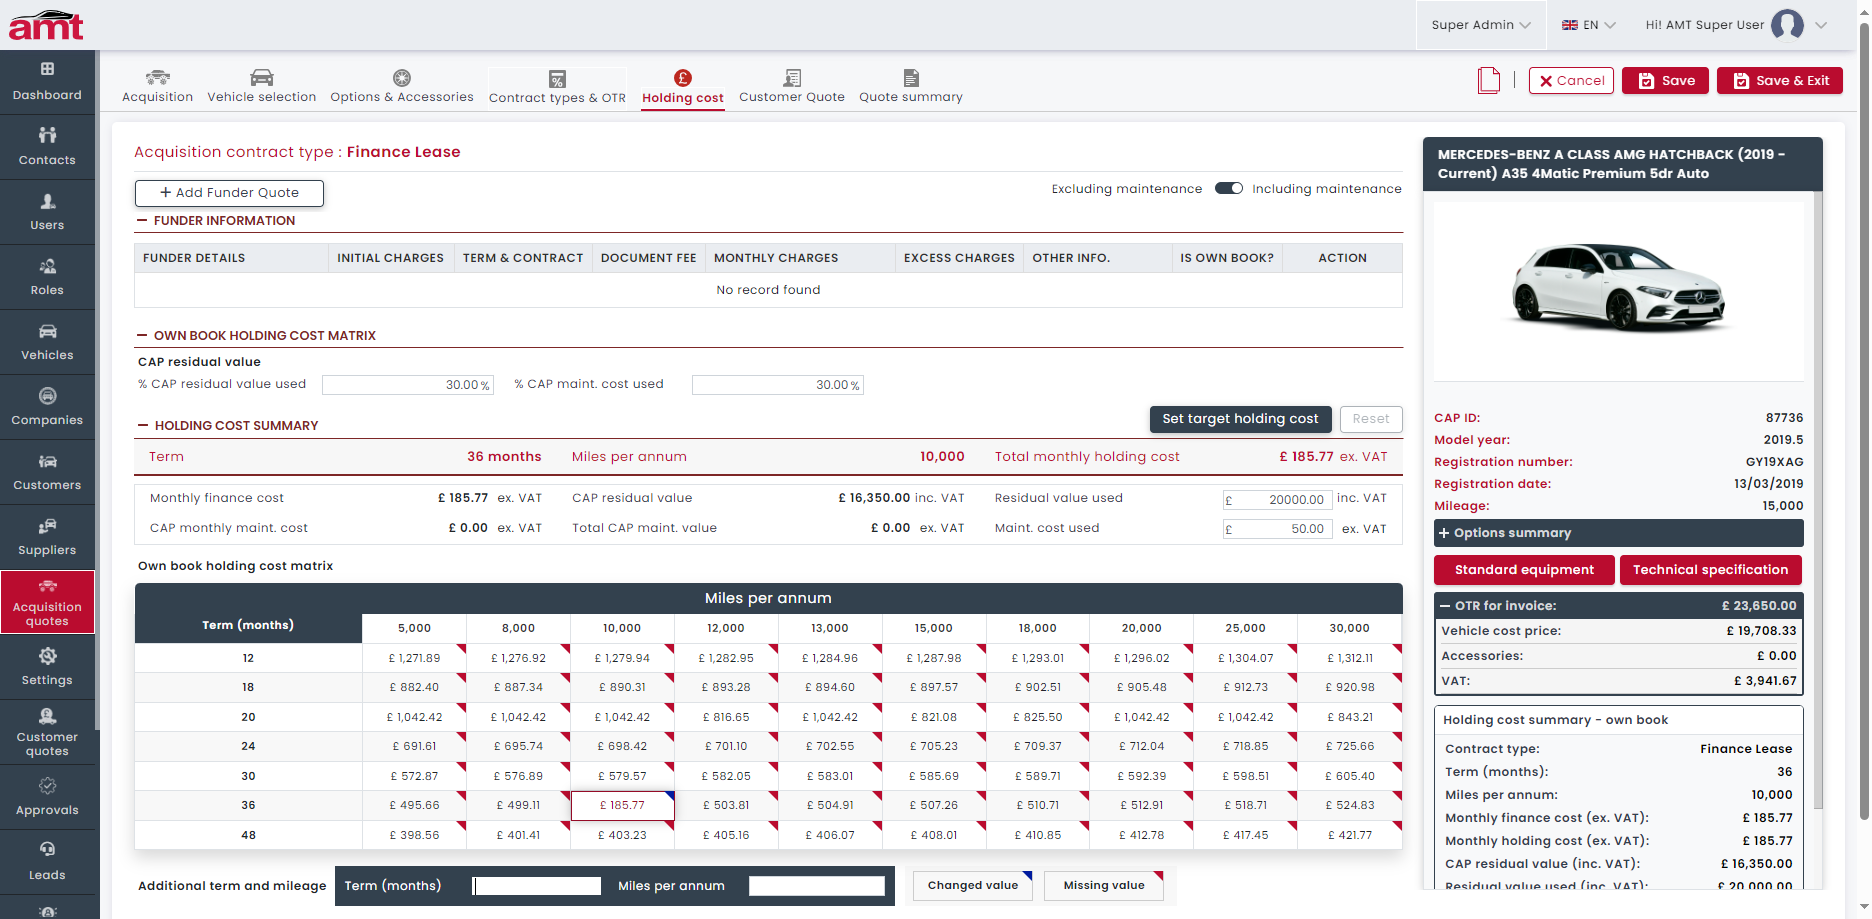 amt
Super Admin
EN
Hi! AMT Super User
Dashboard
Contacts
Users
Roles
Vehicles
Companies
Customers
Suppliers
Acquisition
quotes
Settings
Customer
quotes
Approvals
Leads
Acquisition
Vehicle selection
Options & Accessories
Contract types & OTR
Holding cost
Customer Quote
Quote summary
Cancel
Save
Save & Exit
Acquisition contract type : Finance Lease
+ Add Funder Quote
Excluding maintenance
Including maintenance
FUNDER INFORMATION
FUNDER DETAILS INITIAL CHARGES TERM & CONTRACT DOCUMENT FEE MONTHLY CHARGES EXCESS CHARGES OTHER INFO. IS OWN BOOK? ACTION
No record found
OWN BOOK HOLDING COST MATRIX
CAP residual value
% CAP residual value used 30.00 % % CAP maint. cost used 30.00 %
HOLDING COST SUMMARY
Set target holding cost
Reset
Term 36 months Miles per annum 10,000 Total monthly holding cost £ 185.77 ex. VAT
Monthly finance cost £ 185.77 ex. VAT CAP residual value £ 16,350.00 inc. VAT Residual value used £ 20000.00 inc. VAT
CAP monthly maint. cost £ 0.00 ex. VAT Total CAP maint. value £ 0.00 ex. VAT Maint. cost used £ 50.00 ex. VAT
Own book holding cost matrix
Miles per annum
Term (months)
5,000 8,000 10,000 12,000 13,000 15,000 18,000 20,000 25,000 30,000
12 £ 1,271.89 £ 1,276.92 £ 1,279.94 £ 1,282.95 £ 1,284.96 £ 1,287.98 £ 1,293.01 £ 1,296.02 £ 1,304.07 £ 1,312.11
18 £ 882.40 £ 887.34 £ 890.31 £ 893.28 £ 894.60 £ 897.57 £ 902.51 £ 905.48 £ 912.73 £ 920.98
20 £ 1,042.42 £ 1,042.42 £ 1,042.42 £ 816.65 £ 1,042.42 £ 821.08 £ 825.50 £ 1,042.42 £ 1,042.42 £ 843.21
24 £ 691.61 £ 695.74 £ 698.42 £ 701.10 £ 702.55 £ 705.23 £ 709.37 £ 712.04 £ 718.85 £ 725.66
30 £ 572.87 £ 576.89 £ 579.57 £ 582.05 £ 583.01 £ 585.69 £ 589.71 £ 592.39 £ 598.51 £ 605.40
36 £ 495.66 £ 499.11 £ 185.77 £ 503.81 £ 504.91 £ 507.26 £ 510.71 £ 512.91 £ 518.71 £ 524.83
48 £ 398.56 £ 401.41 £ 403.23 £ 405.16 £ 406.07 £ 408.01 £ 410.85 £ 412.78 £ 417.45 £ 421.77
Additional term and mileage Term (months) Miles per annum
Changed value
Missing value
MERCEDES-BENZ A CLASS AMG HATCHBACK (2019 -
Current) A35 4Matic Premium 5dr Auto
CAP ID: 87736
Model year: 2019.5
Registration number: GY19XAG
Registration date: 13/03/2019
Mileage: 15,000
+ Options summary
Standard equipment
Technical specification
OTR for invoice: £ 23,650.00
Vehicle cost price: £ 19,708.33
Accessories: £ 0.00
VAT: £ 3,941.67
Holding cost summary - own book
Contract type: Finance Lease
Term (months): 36
Miles per annum: 10,000
Monthly finance cost (ex. VAT): £ 185.77
Monthly holding cost (ex. VAT): £ 185.77
CAP residual value (inc. VAT): £ 16,350.00
Residual value used (inc. VAT): £ 20,000.00